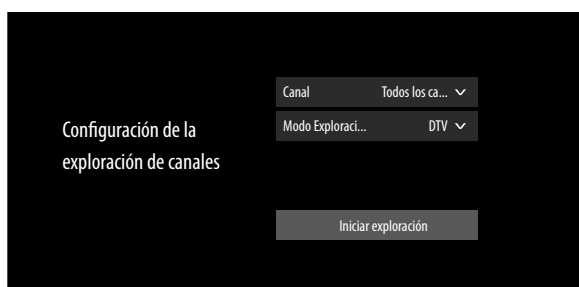 Canal Todos los ca...
Modo Exploraci... DTV
Configuración de la
exploración de canales
Iniciar exploración